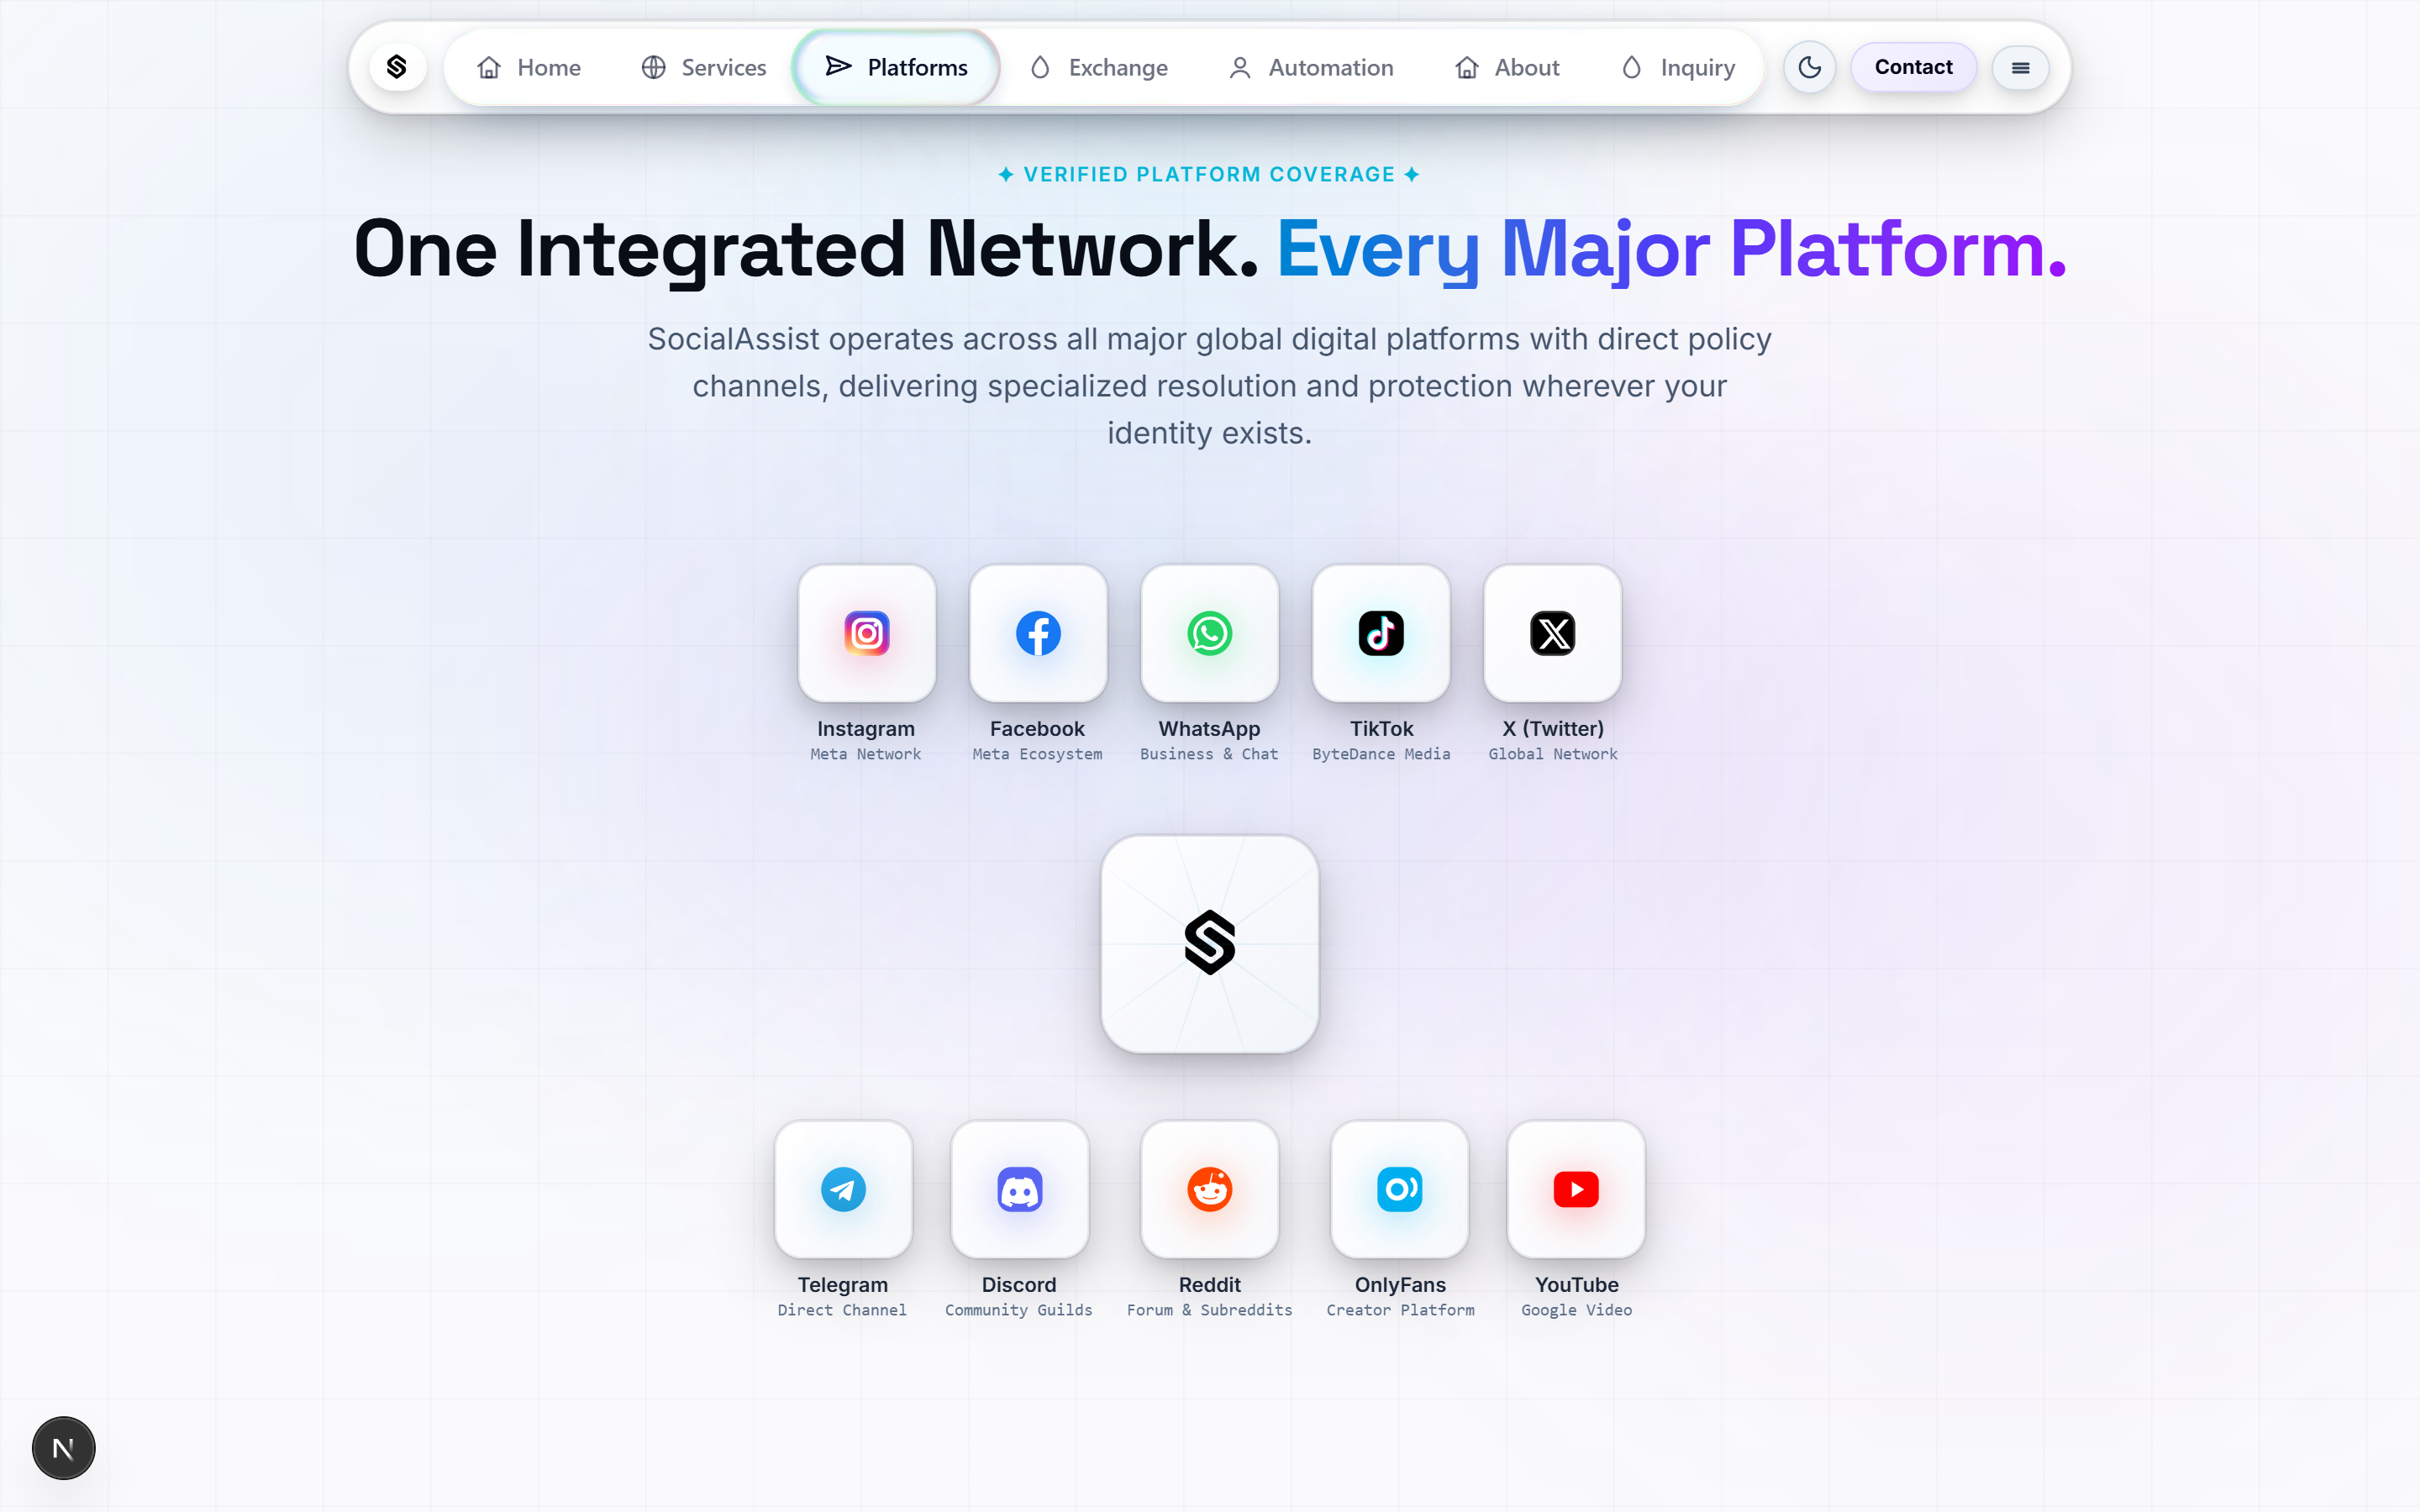 Home Services Platforms Exchange Automation About Inquiry Contact
✦ VERIFIED PLATFORM COVERAGE ✦
One Integrated Network. Every Major Platform.
SocialAssist operates across all major global digital platforms with direct policy
channels, delivering specialized resolution and protection wherever your
identity exists.
Instagram Facebook WhatsApp TikTok X (Twitter)
Meta Network Meta Ecosystem Business & Chat ByteDance Media Global Network
Telegram Discord Reddit OnlyFans YouTube
Direct Channel Community Guilds Forum & Subreddits Creator Platform Google Video
N